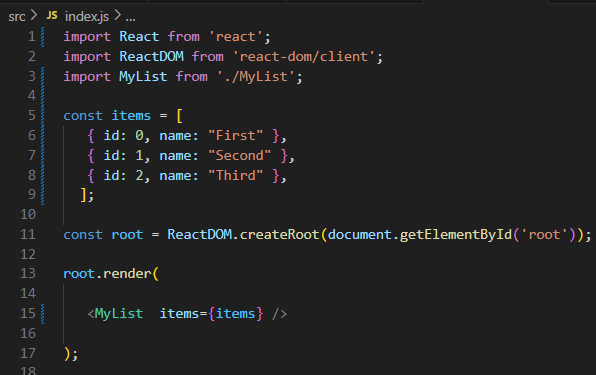 src > JS index.js > ...
1 import React from 'react';
2 import ReactDOM from 'react-dom/client';
3 import MyList from './MyList';
4
5 const items = [
6 { id: 0, name: "First" },
7 { id: 1, name: "Second" },
8 { id: 2, name: "Third" },
9 ];
10
11 const root = ReactDOM.createRoot(document.getElementById('root'));
12
13 root.render(
14
15 <MyList  items={items} />
16
17 );
18